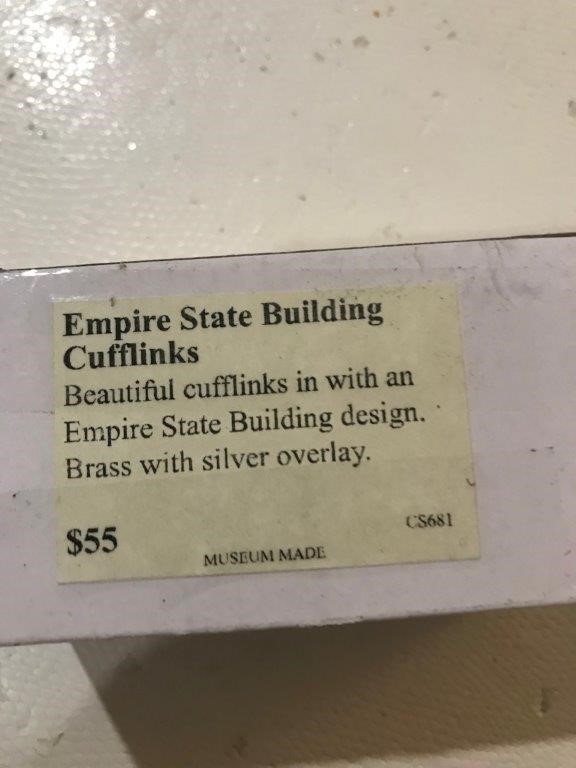 Empire State Building
Cufflinks
Beautiful cufflinks in with an
Empire State Building design.
Brass with silver overlay.
CS681
$55
MUSEUM MADE